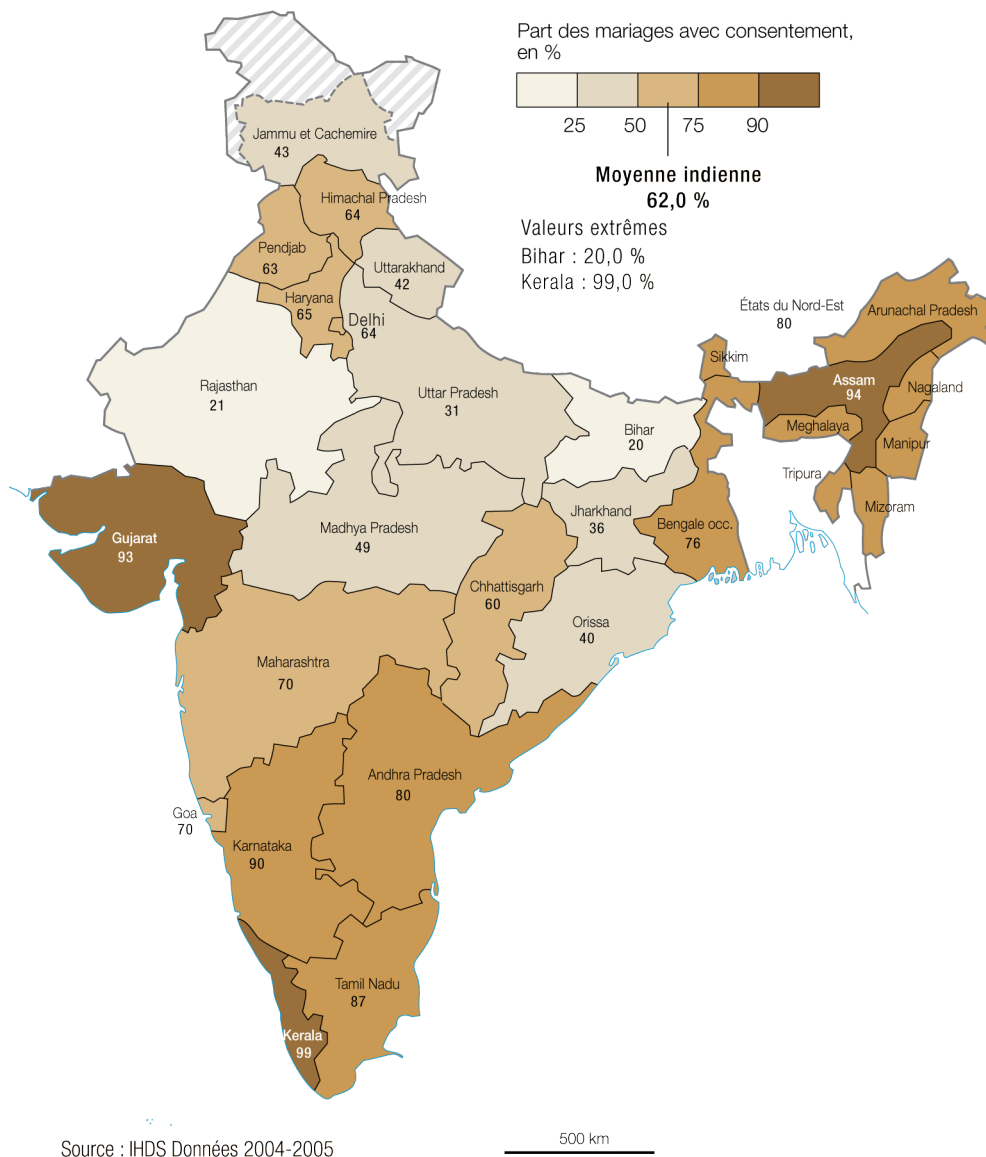 Part des mariages avec consentement,
en %
25 50 75 90
Moyenne indienne
62,0 %
Valeurs extrêmes
Bihar : 20,0 %
Kerala : 99,0 %
Jammu et Cachemire
43
Himachal Pradesh
64
Pendjab
63
Uttarakhand
42
Haryana
65
Delhi
64
États du Nord-Est
80
Arunachal Pradesh
Sikkim
Assam
94
Nagaland
Meghalaya
Manipur
Tripura
Mizoram
Rajasthan
21
Uttar Pradesh
31
Bihar
20
Jharkhand
36
Bengale occ.
76
Gujarat
93
Madhya Pradesh
49
Chhattisgarh
60
Orissa
40
Maharashtra
70
Andhra Pradesh
80
Goa
70
Karnataka
90
Tamil Nadu
87
Kerala
99
Source : IHDS Données 2004-2005
500 km